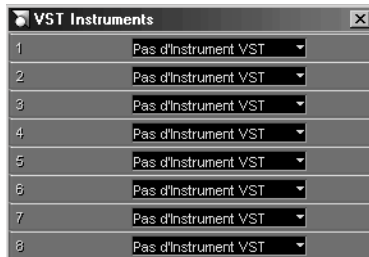 VST Instruments
1 Pas d'Instrument VST
2 Pas d'Instrument VST
3 Pas d'Instrument VST
4 Pas d'Instrument VST
5 Pas d'Instrument VST
6 Pas d'Instrument VST
7 Pas d'Instrument VST
8 Pas d'Instrument VST